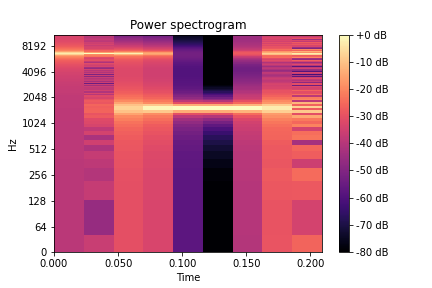 Power spectrogram
8192
4096
2048
1024
512
256
128
64
0
Hz
0.000 0.050 0.100 0.150 0.200
Time
+0 dB
-10 dB
-20 dB
-30 dB
-40 dB
-50 dB
-60 dB
-70 dB
-80 dB